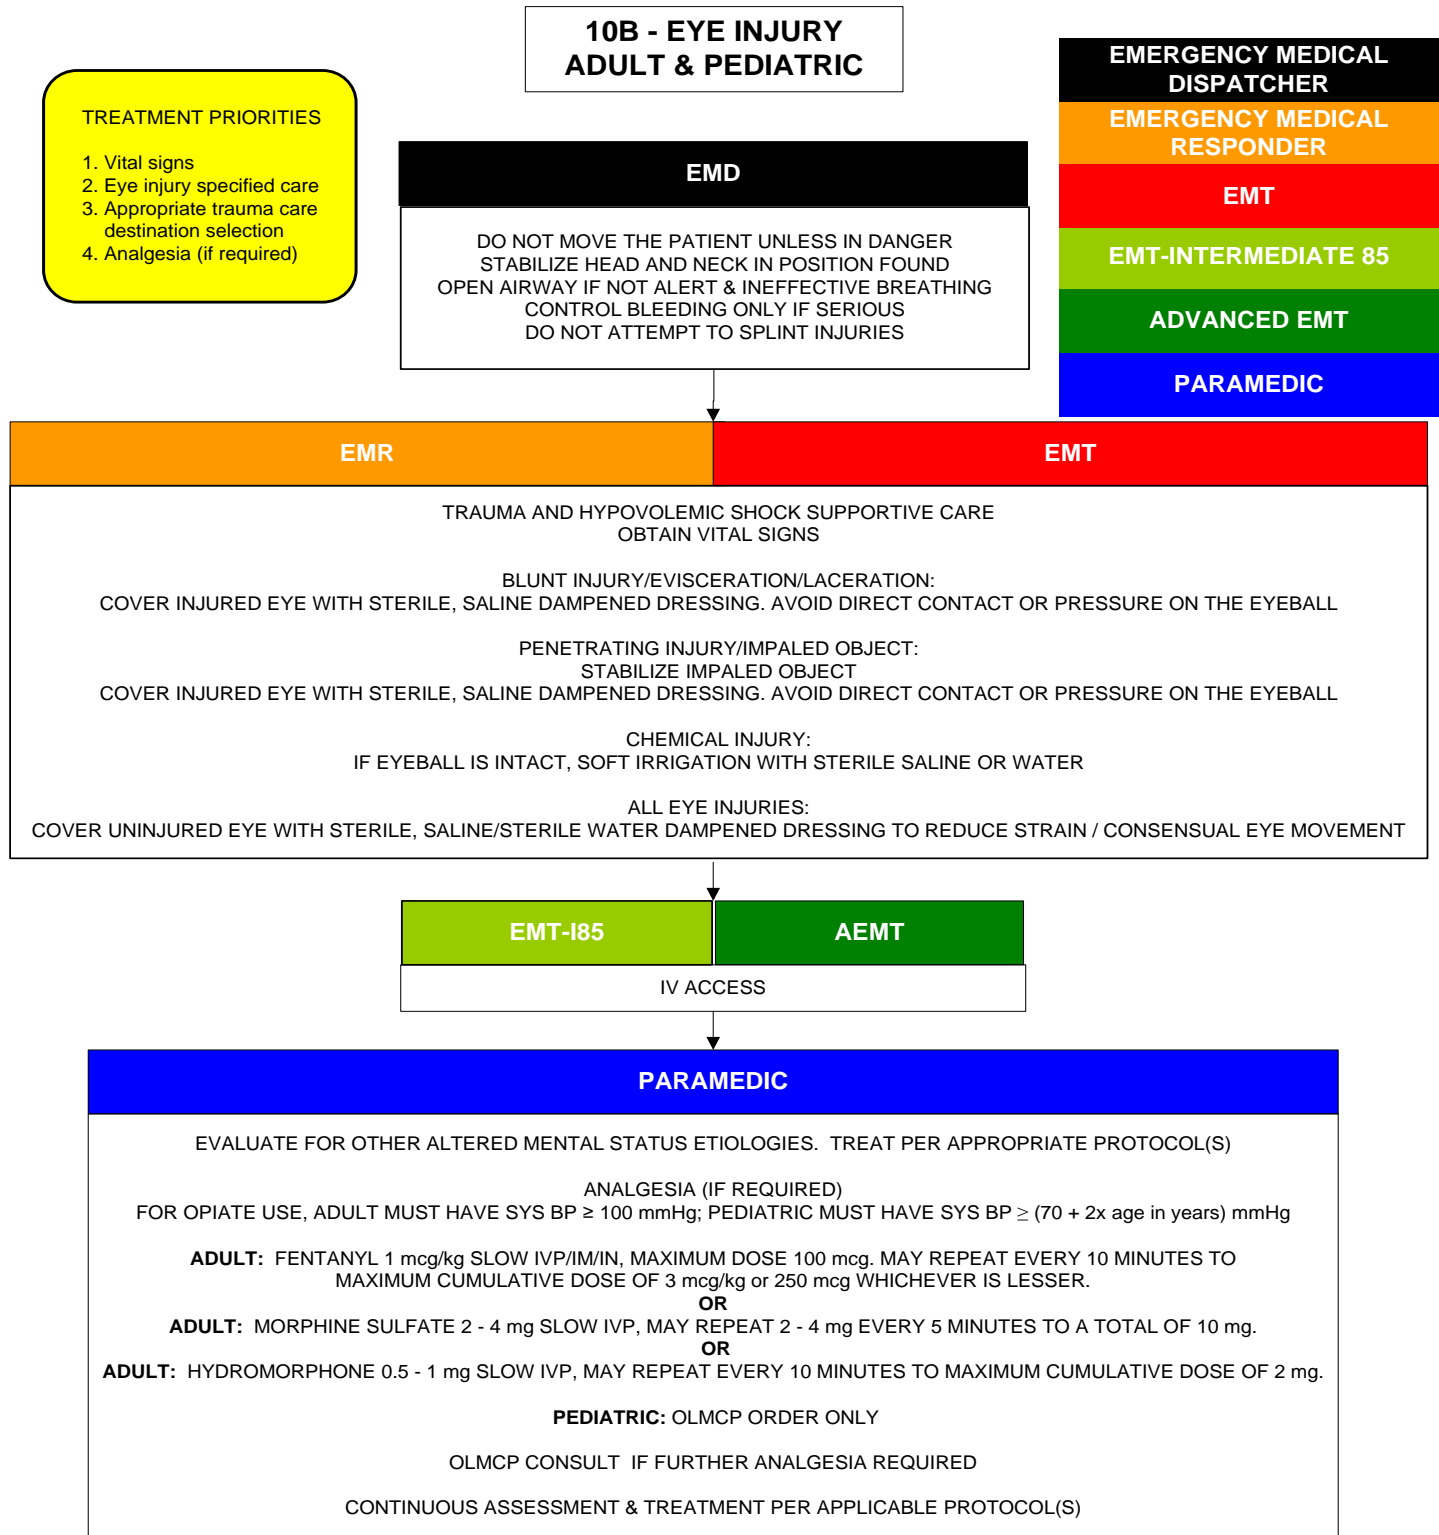 10B - EYE INJURY
ADULT & PEDIATRIC
TREATMENT PRIORITIES
1. Vital signs
2. Eye injury specified care
3. Appropriate trauma care
destination selection
4. Analgesia (if required)
EMERGENCY MEDICAL
DISPATCHER
EMERGENCY MEDICAL
RESPONDER
EMT
EMT-INTERMEDIATE 85
ADVANCED EMT
PARAMEDIC
EMD
DO NOT MOVE THE PATIENT UNLESS IN DANGER
STABILIZE HEAD AND NECK IN POSITION FOUND
OPEN AIRWAY IF NOT ALERT & INEFFECTIVE BREATHING
CONTROL BLEEDING ONLY IF SERIOUS
DO NOT ATTEMPT TO SPLINT INJURIES
EMR
EMT
TRAUMA AND HYPOVOLEMIC SHOCK SUPPORTIVE CARE
OBTAIN VITAL SIGNS
BLUNT INJURY/EVISCERATION/LACERATION:
COVER INJURED EYE WITH STERILE, SALINE DAMPENED DRESSING. AVOID DIRECT CONTACT OR PRESSURE ON THE EYEBALL
PENETRATING INJURY/IMPALED OBJECT:
STABILIZE IMPALED OBJECT
COVER INJURED EYE WITH STERILE, SALINE DAMPENED DRESSING. AVOID DIRECT CONTACT OR PRESSURE ON THE EYEBALL
CHEMICAL INJURY:
IF EYEBALL IS INTACT, SOFT IRRIGATION WITH STERILE SALINE OR WATER
ALL EYE INJURIES:
COVER UNINJURED EYE WITH STERILE, SALINE/STERILE WATER DAMPENED DRESSING TO REDUCE STRAIN / CONSENSUAL EYE MOVEMENT
EMT-I85
AEMT
IV ACCESS
PARAMEDIC
EVALUATE FOR OTHER ALTERED MENTAL STATUS ETIOLOGIES.  TREAT PER APPROPRIATE PROTOCOL(S)
ANALGESIA (IF REQUIRED)
FOR OPIATE USE, ADULT MUST HAVE SYS BP ≥ 100 mmHg; PEDIATRIC MUST HAVE SYS BP ≥ (70 + 2x age in years) mmHg
ADULT:  FENTANYL 1 mcg/kg SLOW IVP/IM/IN, MAXIMUM DOSE 100 mcg. MAY REPEAT EVERY 10 MINUTES TO
MAXIMUM CUMULATIVE DOSE OF 3 mcg/kg or 250 mcg WHICHEVER IS LESSER.
OR
ADULT:  MORPHINE SULFATE 2 - 4 mg SLOW IVP, MAY REPEAT 2 - 4 mg EVERY 5 MINUTES TO A TOTAL OF 10 mg.
OR
ADULT:  HYDROMORPHONE 0.5 - 1 mg SLOW IVP, MAY REPEAT EVERY 10 MINUTES TO MAXIMUM CUMULATIVE DOSE OF 2 mg.
PEDIATRIC: OLMCP ORDER ONLY
OLMCP CONSULT  IF FURTHER ANALGESIA REQUIRED
CONTINUOUS ASSESSMENT & TREATMENT PER APPLICABLE PROTOCOL(S)